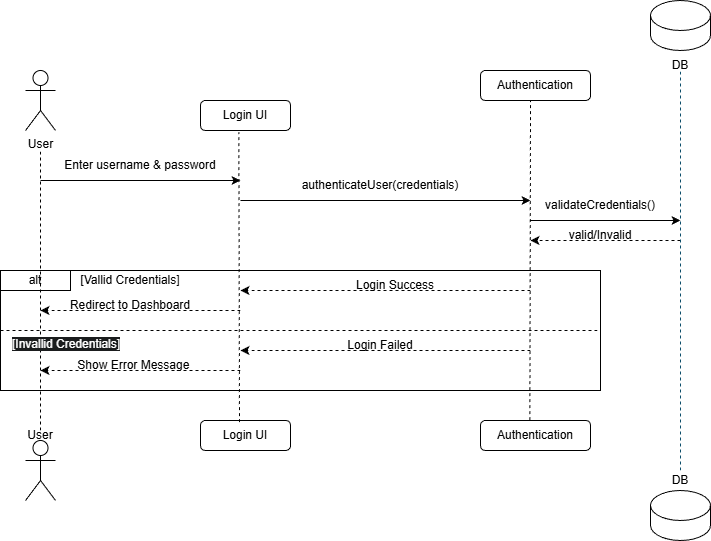 DB
Authentication
Login UI
User
Enter username & password
authenticateUser(credentials)
validateCredentials()
valid/Invalid
alt
[Vallid Credentials]
Login Success
Redirect to Dashboard
[Invallid Credentials]
Login Failed
Show Error Message
User
Login UI
Authentication
DB